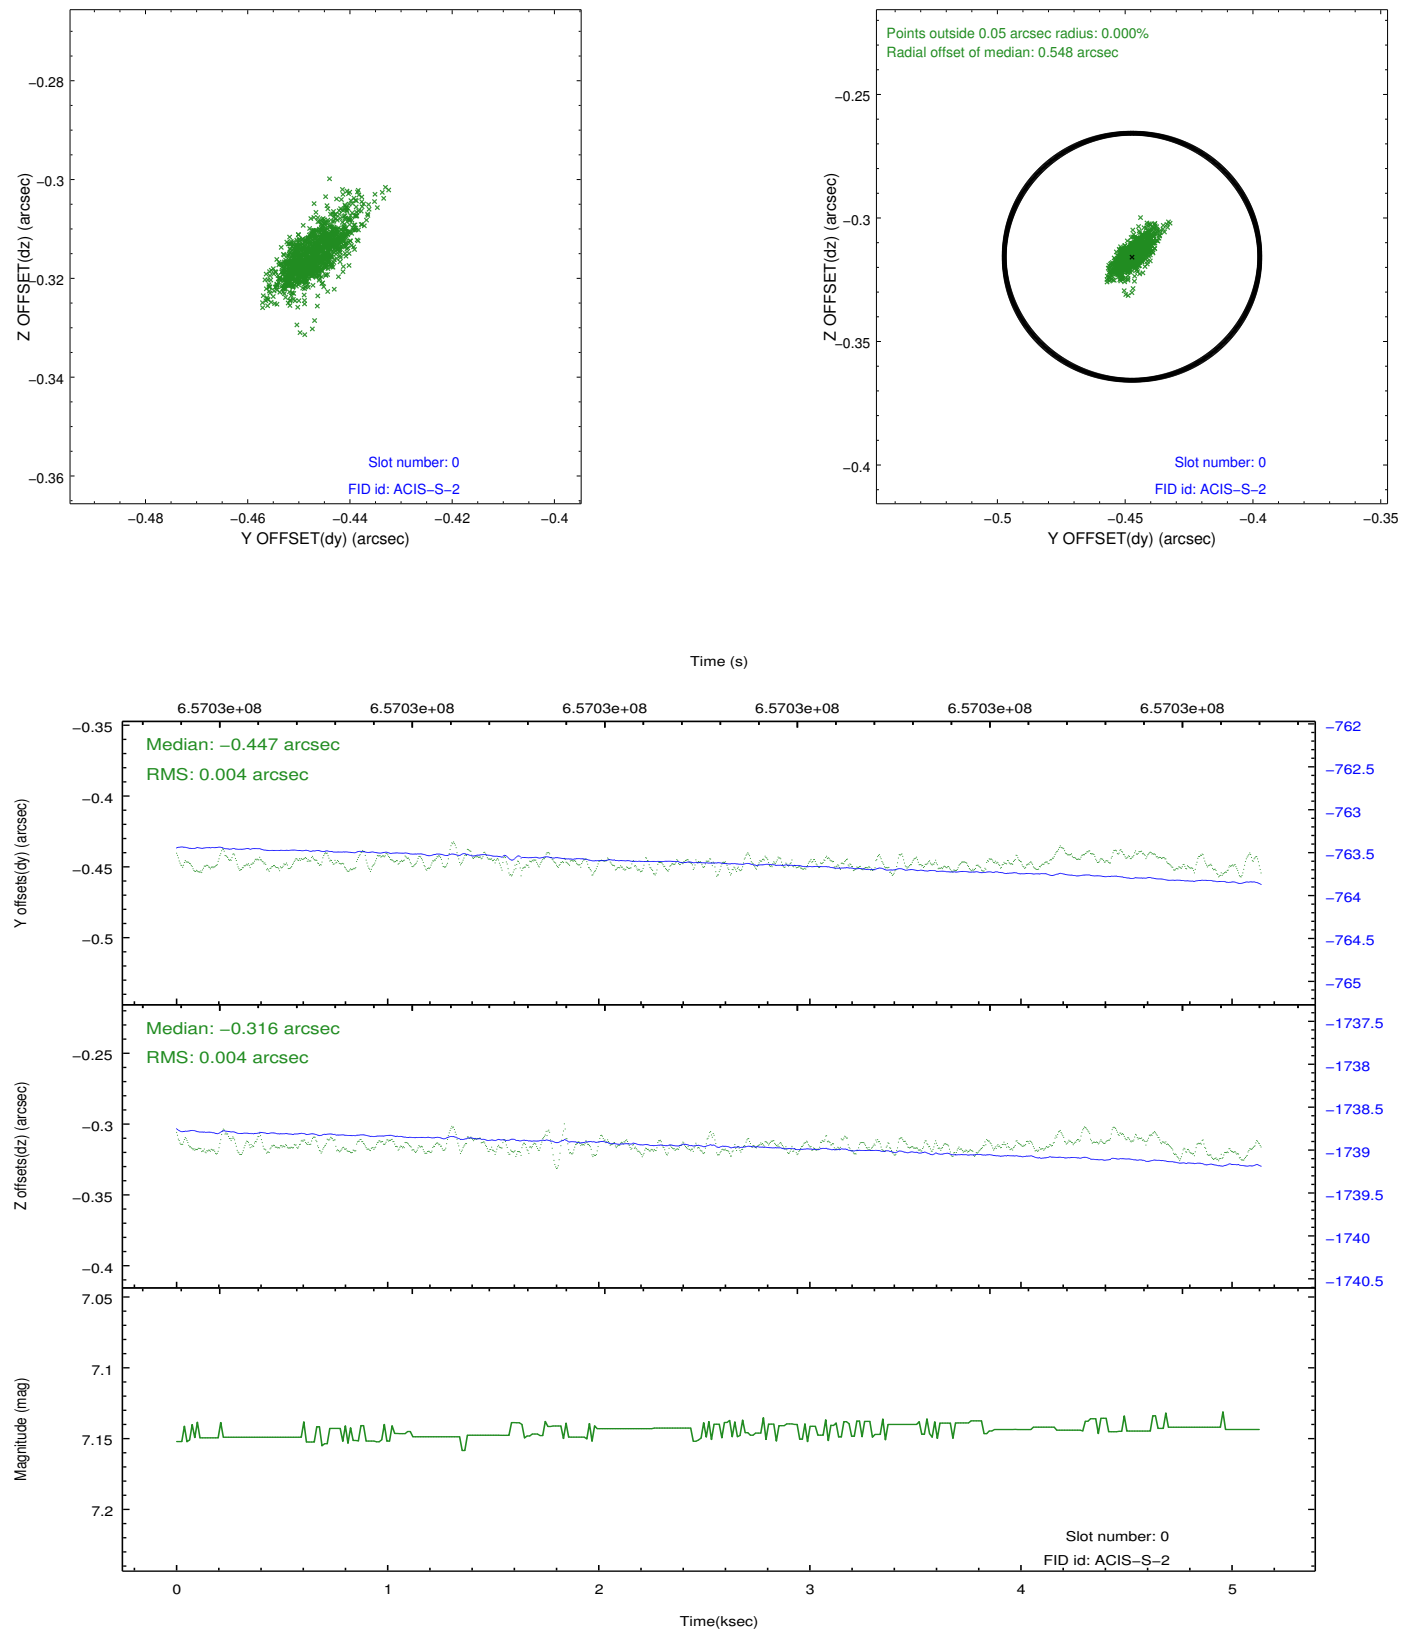 −0.28
−0.3
−0.32
−0.34
−0.36
Z OFFSET(dz) (arcsec)
Slot number: 0
FID id: ACIS−S−2
−0.48
−0.46
−0.44
−0.42
−0.4
Y OFFSET(dy) (arcsec)
Points outside 0.05 arcsec radius: 0.000%
Radial offset of median: 0.548 arcsec
−0.25
−0.3
−0.35
−0.4
Z OFFSET(dz) (arcsec)
Slot number: 0
FID id: ACIS−S−2
−0.5
−0.45
−0.4
−0.35
Y OFFSET(dy) (arcsec)
Time (s)
6.5703e+08
6.5703e+08
6.5703e+08
6.5703e+08
6.5703e+08
6.5703e+08
Median: −0.447 arcsec
RMS: 0.004 arcsec
−0.35
−0.4
−0.45
−0.5
Y offsets(dy) (arcsec)
−762
−762.5
−763
−763.5
−764
−764.5
−765
Median: −0.316 arcsec
RMS: 0.004 arcsec
−0.25
−0.3
−0.35
−0.4
Z offsets(dz) (arcsec)
−1737.5
−1738
−1738.5
−1739
−1739.5
−1740
−1740.5
7.05
7.1
7.15
7.2
Magnitude (mag)
Slot number: 0
FID id: ACIS−S−2
0
1
2
3
4
5
Time(ksec)